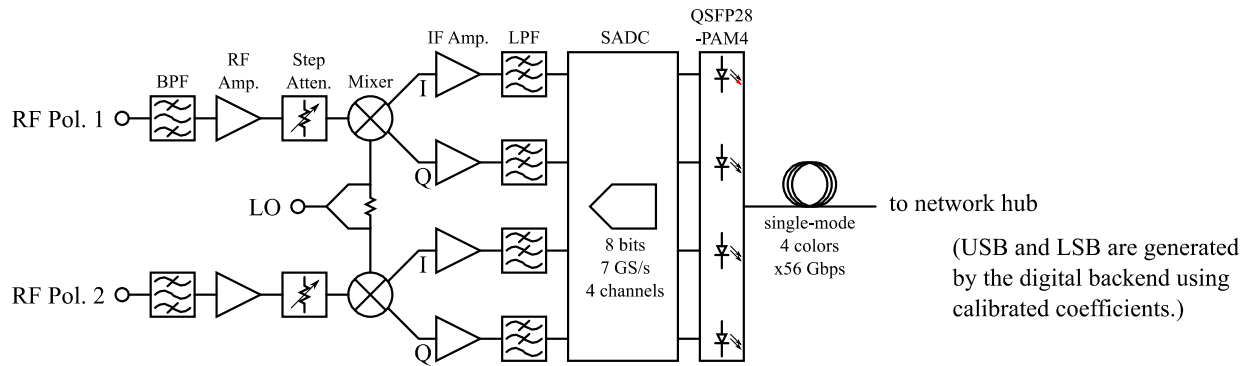 QSFP28
-PAM4
IF Amp.
LPF
SADC
RF
Amp.
Step
Atten.
BPF
Mixer
I
RF Pol. 1
Q
LO
to network hub
single-mode
4 colors
x56 Gbps
(USB and LSB are generated
by the digital backend using
calibrated coefficients.)
8 bits
7 GS/s
4 channels
I
RF Pol. 2
Q